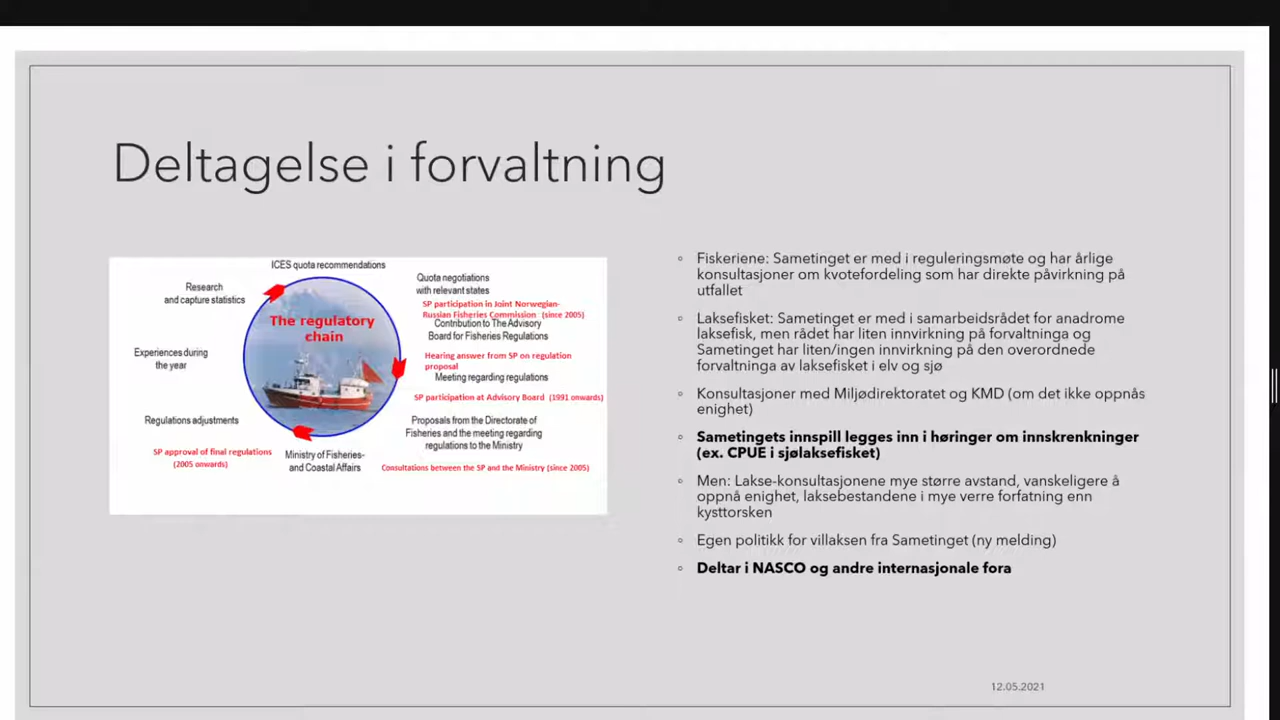 Deltagelse i forvaltning
ICES quota recommendations
Research
and capture statistics
Experiences during
the year
Regulations adjustments
SP approval of final regulations
(2005 onwards)
The regulatory
chain
Ministry of Fisheries-
and Coastal Affairs
Quota negotiations
with relevant states
SP participation in Joint Norwegian-
Russian Fisheries Commission (since 2005)
Contribution to The Advisory
Board for Fisheries Regulations
Hearing answer from SP on regulation
proposal
Meeting regarding regulations
SP participation at Advisory Board (1991 onwards)
Proposals from the Directorate of
Fisheries and the meeting regarding
regulations to the Ministry
Consultations between the SP and the Ministry (since 2005)
◦ Fiskeriene: Sametinget er med i reguleringsmøte og har årlige
konsultasjoner om kvotefordeling som har direkte påvirkning på
utfallet
◦ Laksefisket: Sametinget er med i samarbeidsrådet for anadrome
laksefisk, men rådet har liten innvirkning på forvaltninga og
Sametinget har liten/ingen innvirkning på den overordnede
forvaltninga av laksefisket i elv og sjø
◦ Konsultasjoner med Miljødirektoratet og KMD (om det ikke oppnås
enighet)
◦ Sametingets innspill legges inn i høringer om innskrenkninger
(ex. CPUE i sjølaksefisket)
◦ Men: Lakse-konsultasjonene mye større avstand, vanskeligere å
oppnå enighet, laksebestandene i mye verre forfatning enn
kysttorsken
◦ Egen politikk for villaksen fra Sametinget (ny melding)
◦ Deltar i NASCO og andre internasjonale fora
12.05.2021